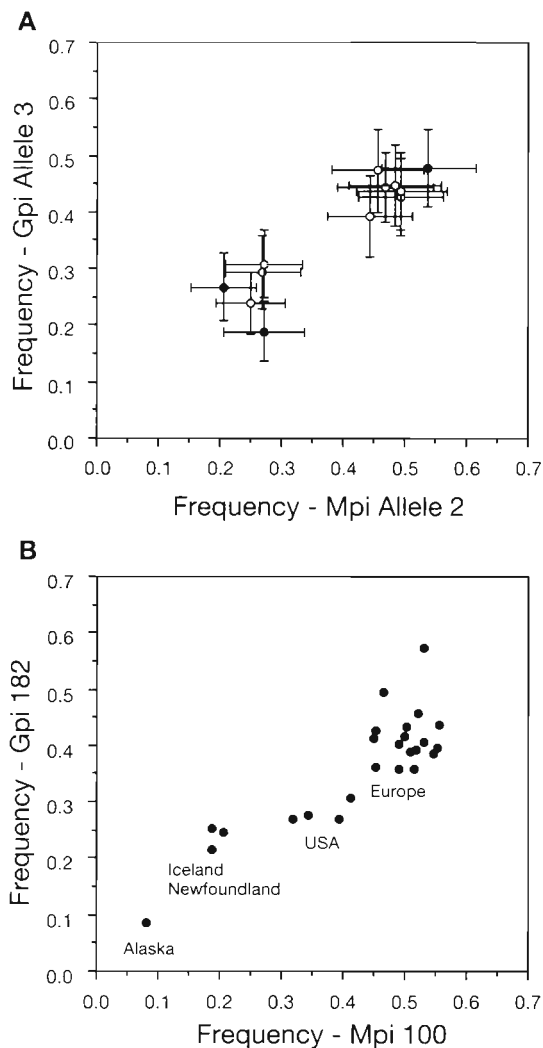 A
Frequency - Gpi Allele 3
0.7
0.6
0.5
0.4
0.3
0.2
0.1
0.0
0.0 0.1 0.2 0.3 0.4 0.5 0.6 0.7
Frequency - Mpi Allele 2
B
Frequency - Gpi 182
0.7
0.6
0.5
0.4
0.3
0.2
0.1
0.0
Europe
USA
Iceland
Newfoundland
Alaska
0.0 0.1 0.2 0.3 0.4 0.5 0.6 0.7
Frequency - Mpi 100